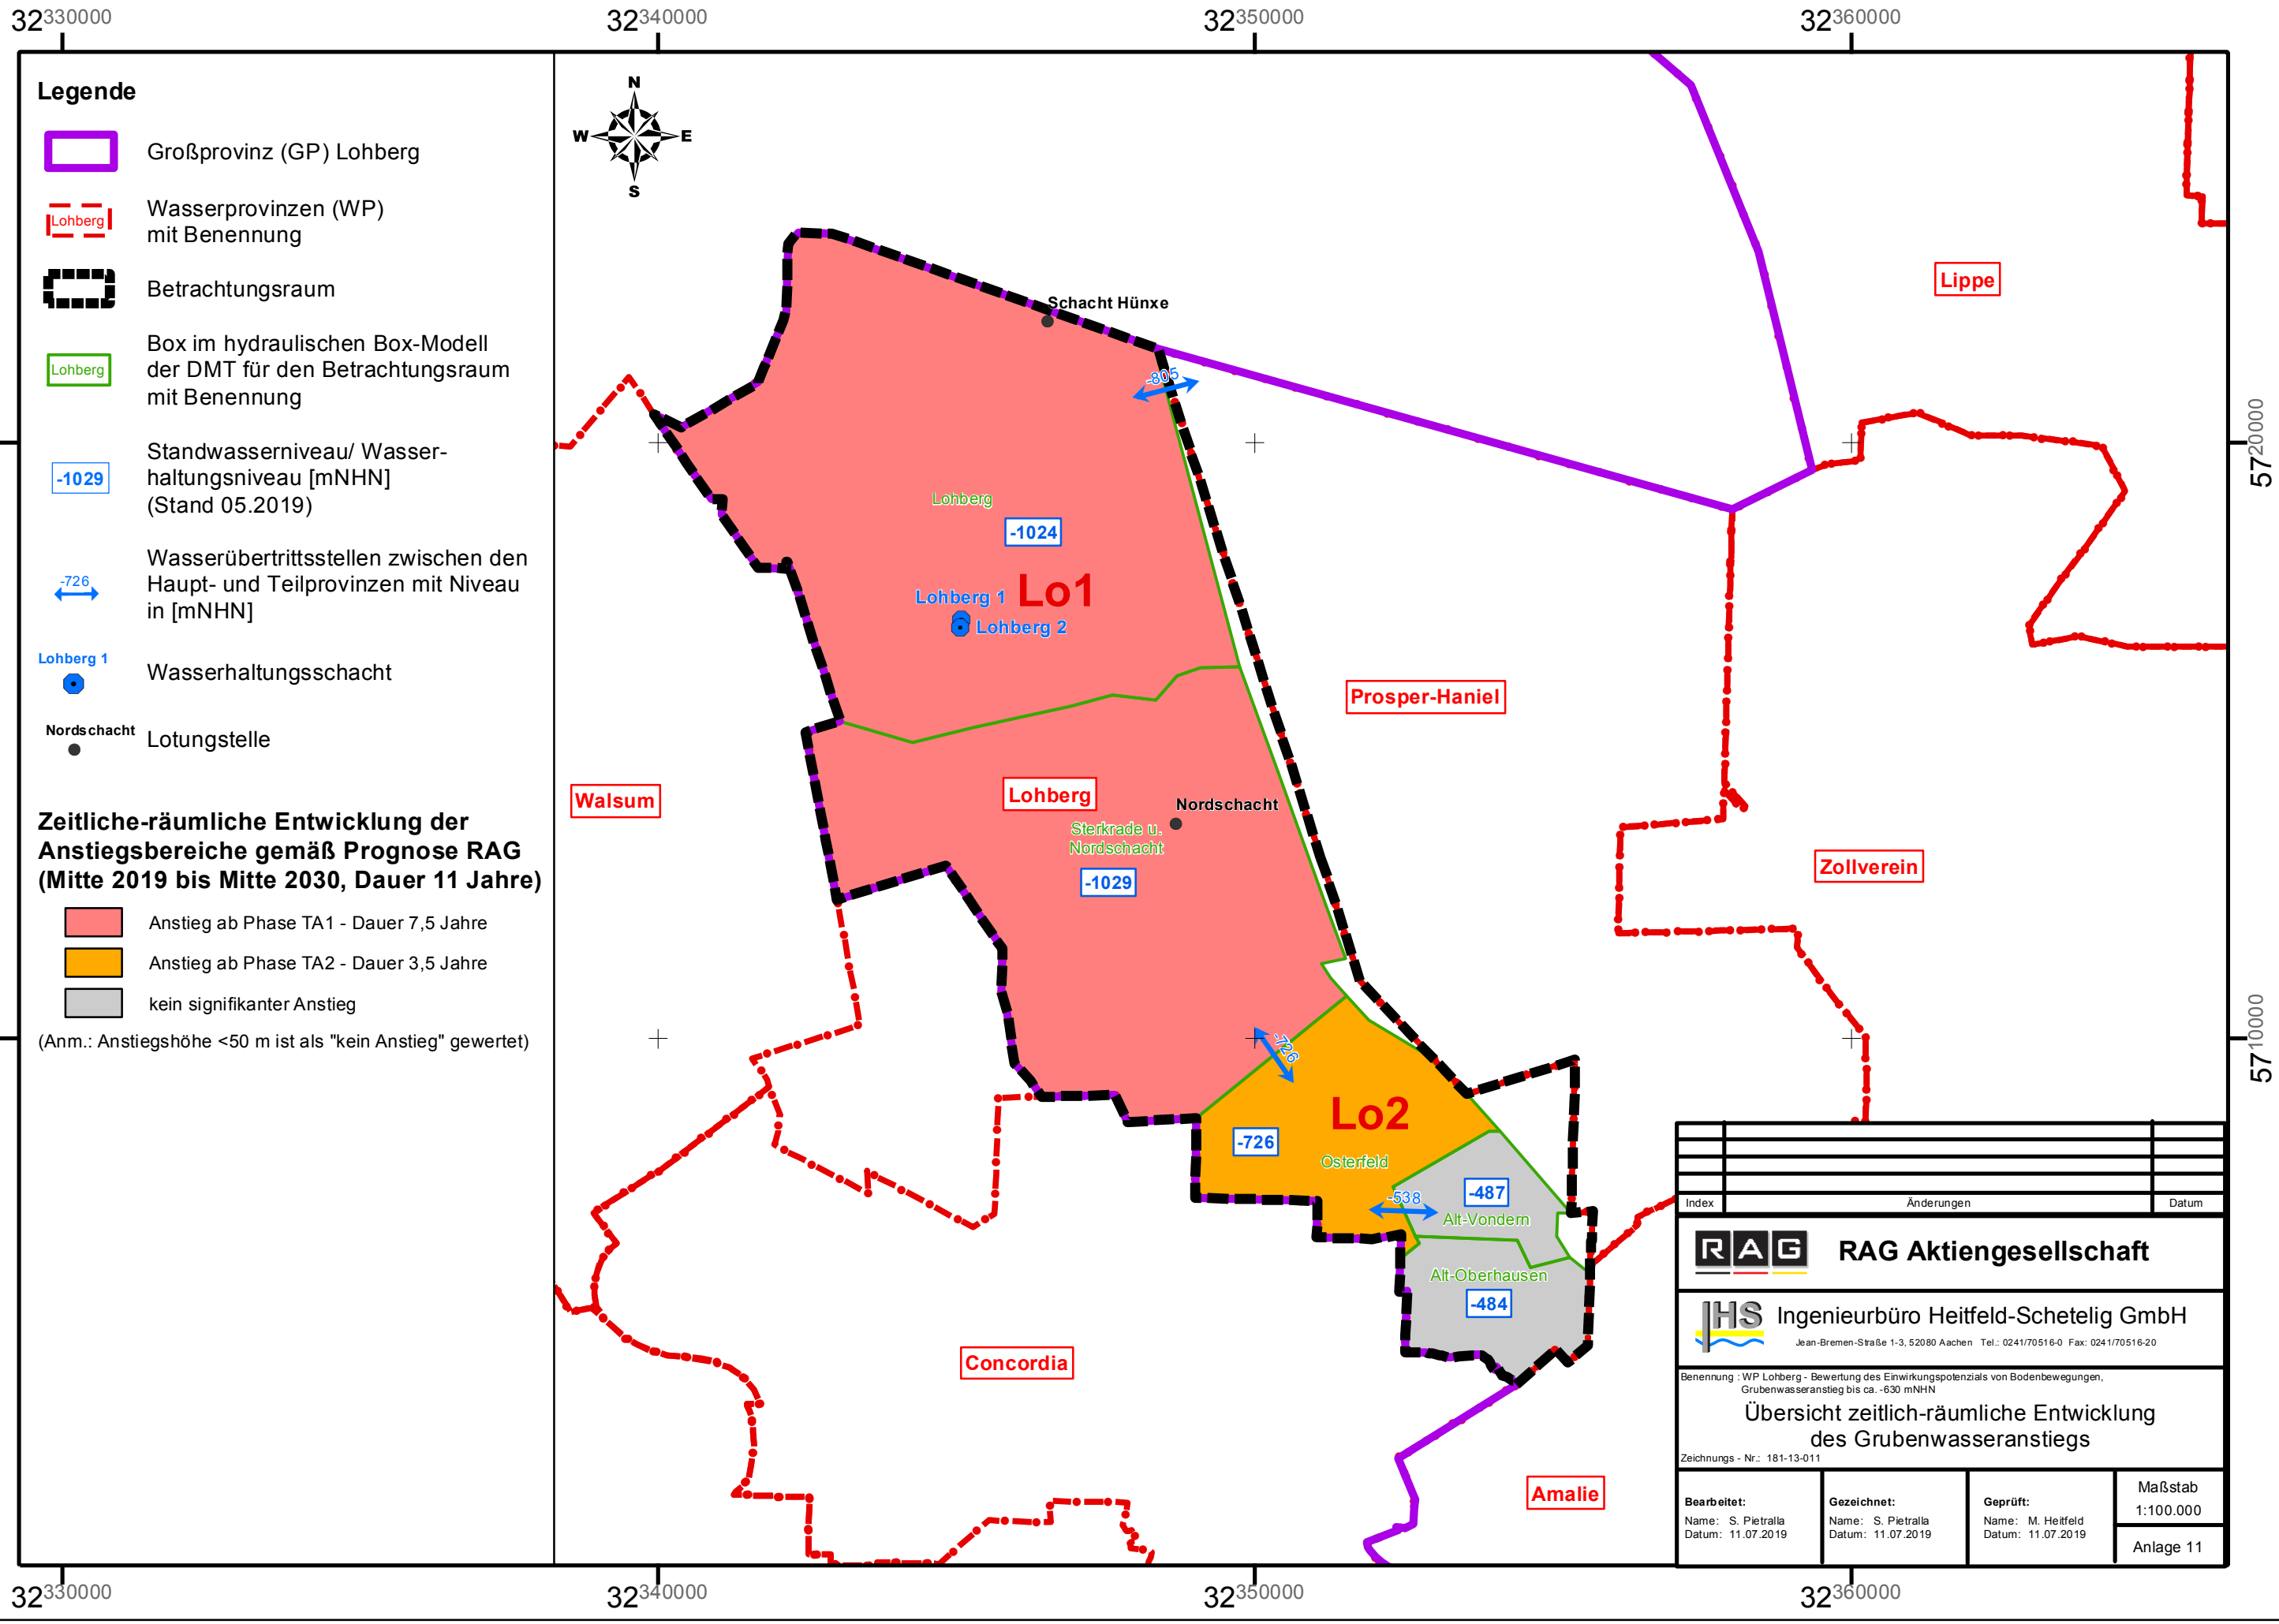 32330000
32340000
32350000
32360000
Legende
Großprovinz (GP) Lohberg
Lohberg
Wasserprovinzen (WP)
mit Benennung
Betrachtungsraum
Lohberg
Box im hydraulischen Box-Modell
der DMT für den Betrachtungsraum
mit Benennung
-1029
Standwasserniveau/ Wasser-
haltungsniveau [mNHN]
(Stand 05.2019)
-726
Wasserübertrittsstellen zwischen den
Haupt- und Teilprovinzen mit Niveau
in [mNHN]
Lohberg 1
Wasserhaltungsschacht
Nordschacht
Lotungstelle
Zeitliche-räumliche Entwicklung der
Anstiegsbereiche gemäß Prognose RAG
(Mitte 2019 bis Mitte 2030, Dauer 11 Jahre)
Anstieg ab Phase TA1 - Dauer 7,5 Jahre
Anstieg ab Phase TA2 - Dauer 3,5 Jahre
kein signifikanter Anstieg
(Anm.: Anstiegshöhe <50 m ist als "kein Anstieg" gewertet)
N
W
E
S
Schacht Hünxe
-805
Lippe
5720000
Lohberg
-1024
Lo1
Lohberg 1
Lohberg 2
Prosper-Haniel
Walsum
Lohberg
Nordschacht
Sterkrade u.
Nordschacht
-1029
Zollverein
5710000
-726
Lo2
-726
Osterfeld
-538
-487
Alt-Vondern
Alt-Oberhausen
-484
Concordia
Amalie
Index
Änderungen
Datum
RAG
RAG Aktiengesellschaft
IHS
Ingenieurbüro Heitfeld-Schetelig GmbH
Jean-Bremen-Straße 1-3, 52080 Aachen Tel.: 0241/70516-0 Fax: 0241/70516-20
Benennung : WP Lohberg - Bewertung des Einwirkungspotenzials von Bodenbewegungen,
Grubenwasseranstieg bis ca. -630 mNHN
Übersicht zeitlich-räumliche Entwicklung
des Grubenwasseranstiegs
Zeichnungs - Nr.: 181-13-011
Bearbeitet:
Name: S. Pietralla
Datum: 11.07.2019
Gezeichnet:
Name: S. Pietralla
Datum: 11.07.2019
Geprüft:
Name: M. Heitfeld
Datum: 11.07.2019
Maßstab
1:100.000
Anlage 11
32330000
32340000
32350000
32360000